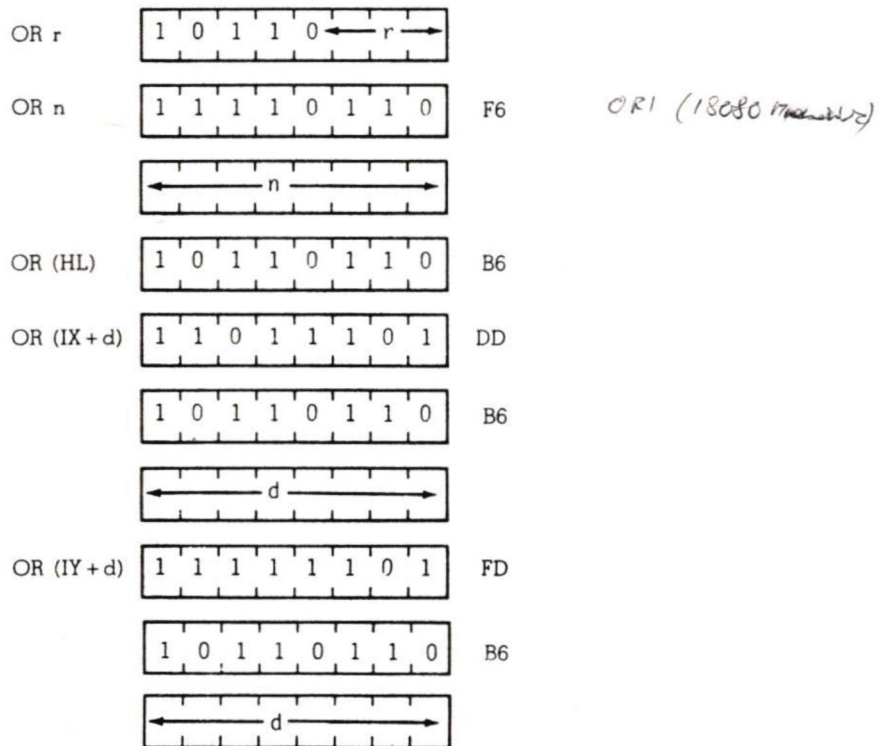 OR r 1 0 1 1 0 r
OR n 1 1 1 1 0 1 1 0 F6 ORI (18080
n
OR (HL) 1 0 1 1 0 1 1 0 B6
OR (IX + d) 1 1 0 1 1 1 0 1 DD
1 0 1 1 0 1 1 0 B6
d
OR (IY + d) 1 1 1 1 1 1 0 1 FD
1 0 1 1 0 1 1 0 B6
d